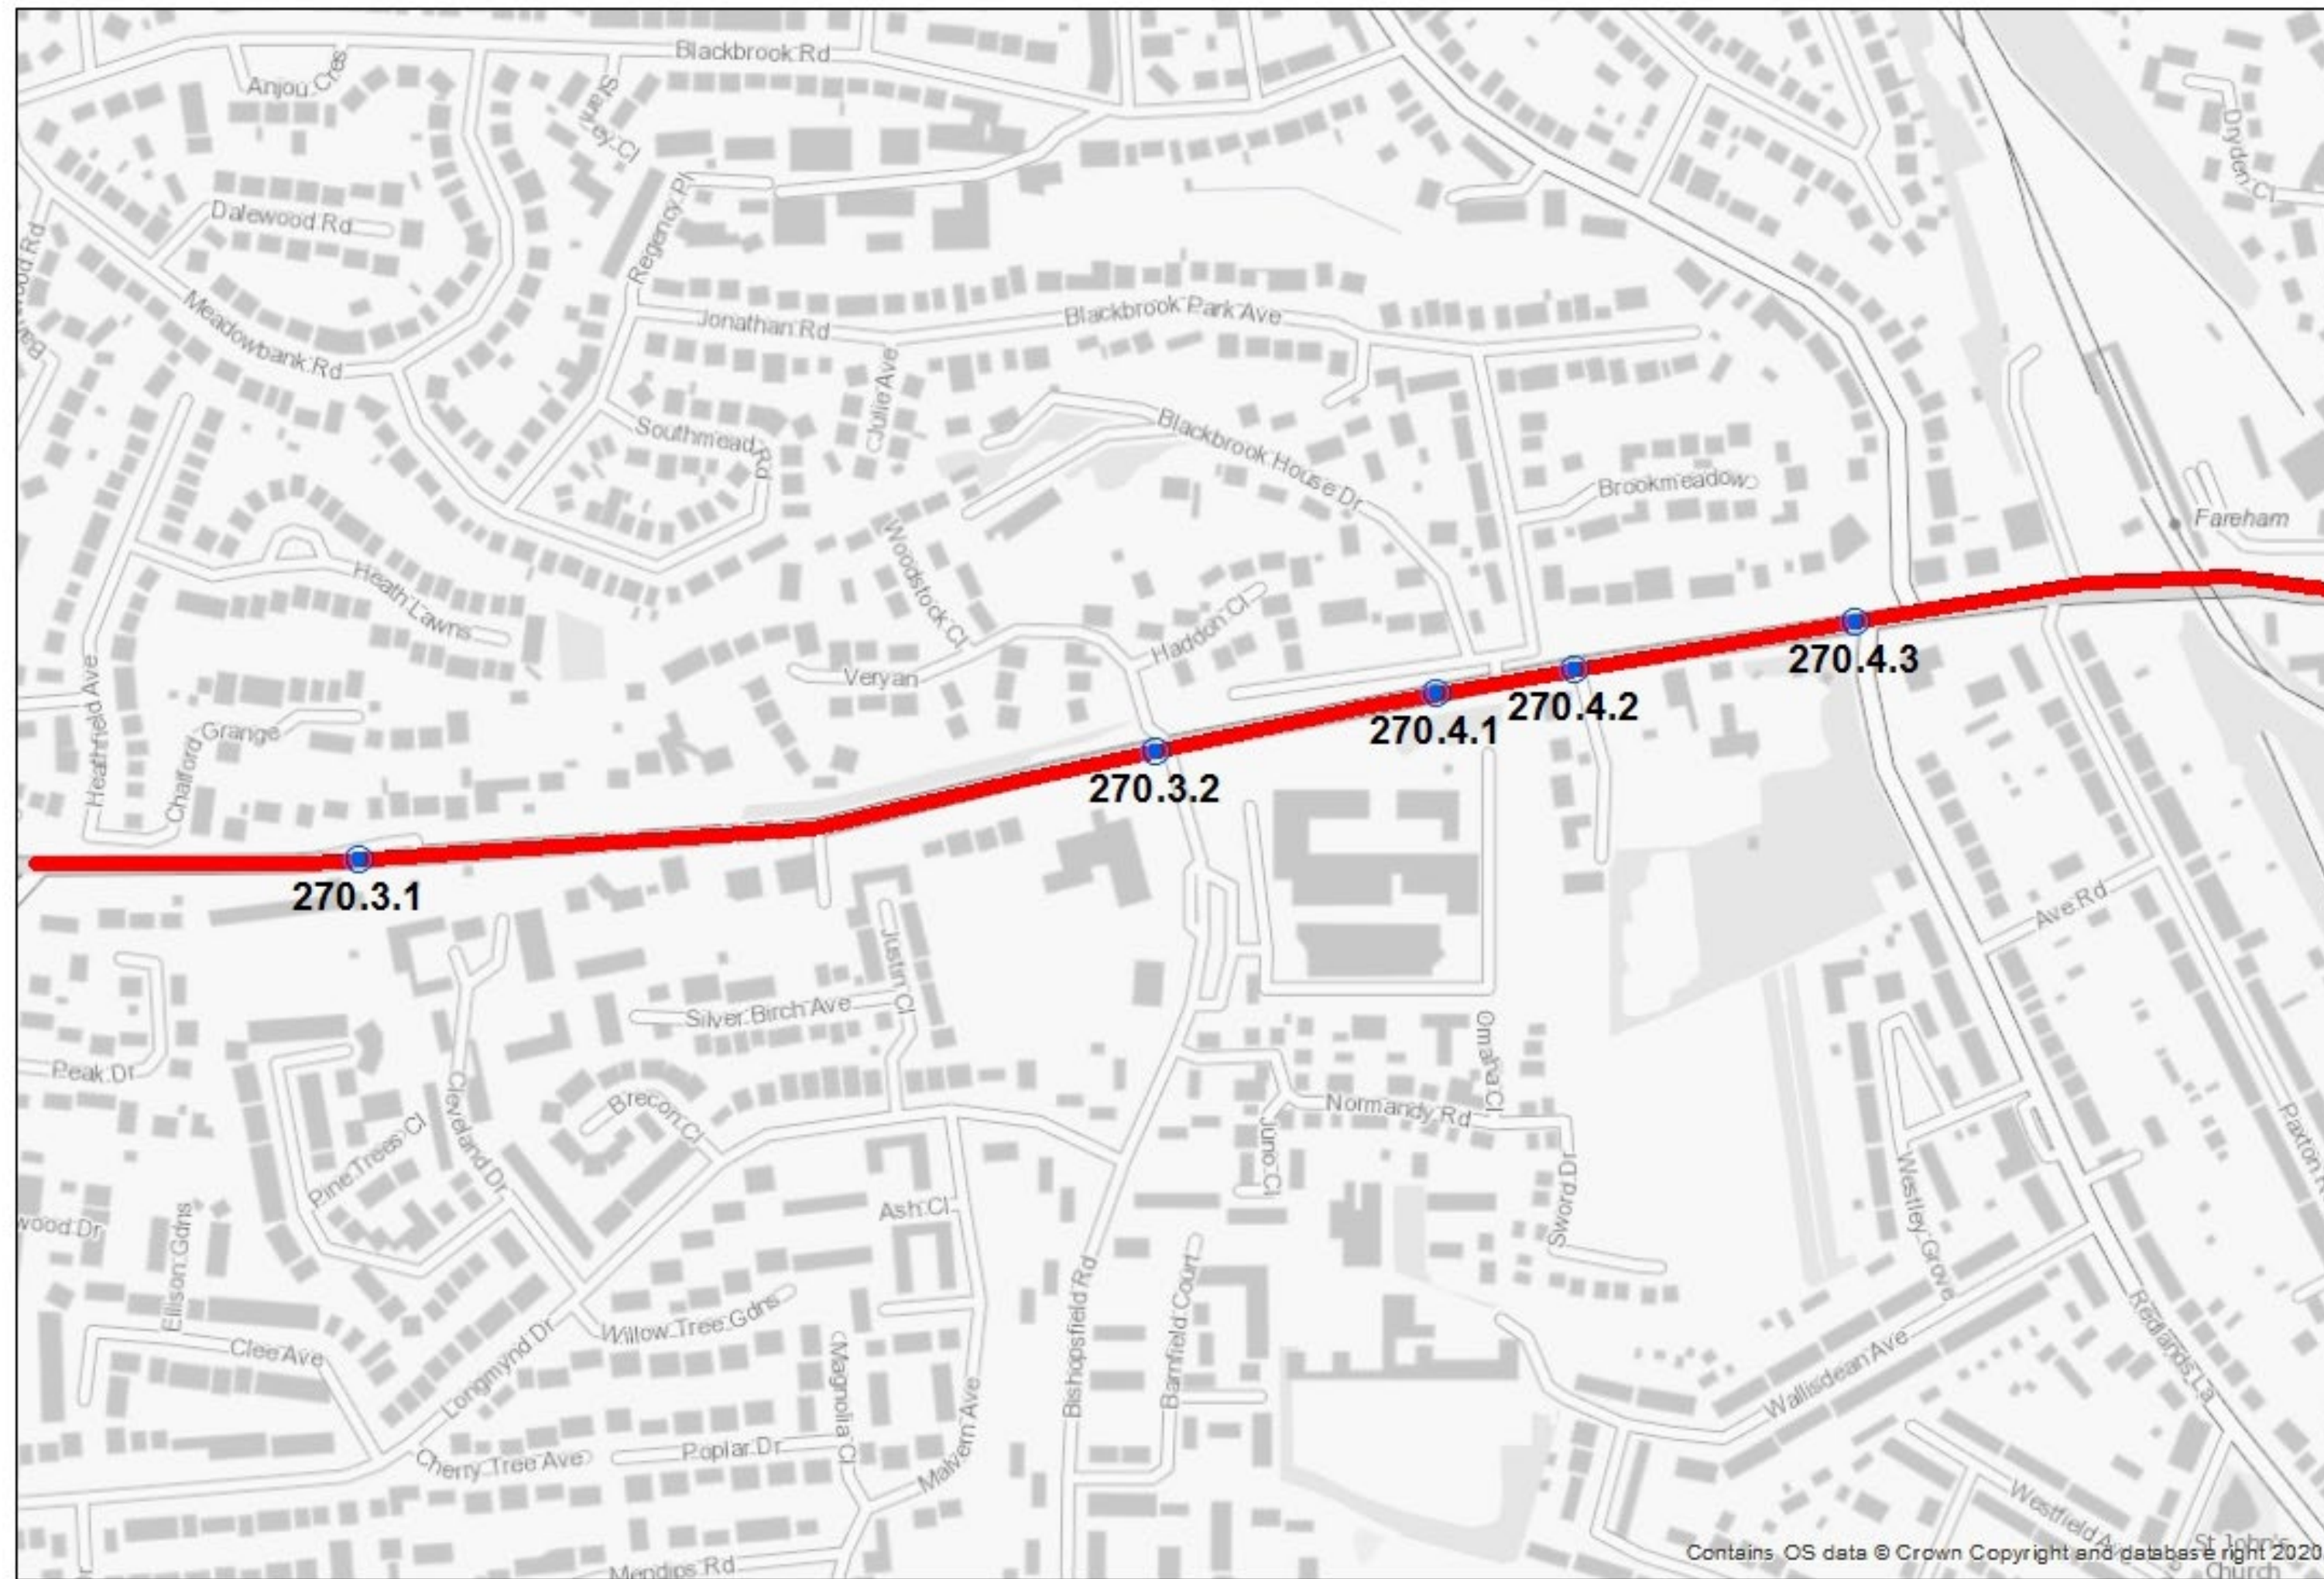 Blackbrook Rd
Anjou Cres
Dryden Cl
Dalewood Rd
Regency Pl
Meadowbank Rd
Jonathan Rd
Blackbrook Park Ave
Julie Ave
Southmead Rd
Blackbrook House Dr
Brookmeadow
Fareham
Woodstock Cl
Heath Lawns
Haddon Cl
Veryan
270.4.3
Heathfield Ave
270.4.2
Chalford
Grange
270.4.1
270.3.2
270.3.1
Ave Rd
Justin Cl
Silver Birch Ave
Omaha Cl
Peak Dr
Cleveland Dr
Brecon Cl
Normandy Rd
Paxton R
Pine Trees Cl
Juno Cl
Sword Dr
Westley Grove
Ash Cl
wood Dr
Ellison Gdns
Bishopsfield Rd
Barnfield Court
Willow Tree Gdns
Redlands La
Clee Ave
Longmynd Dr
Magnolia Cl
Wallisdean Ave
Malvern Ave
Cherry Tree Ave
Poplar Dr
Westfield Av
St John's
Church
Mendips Rd
Contains OS data © Crown Copyright and database right 2020